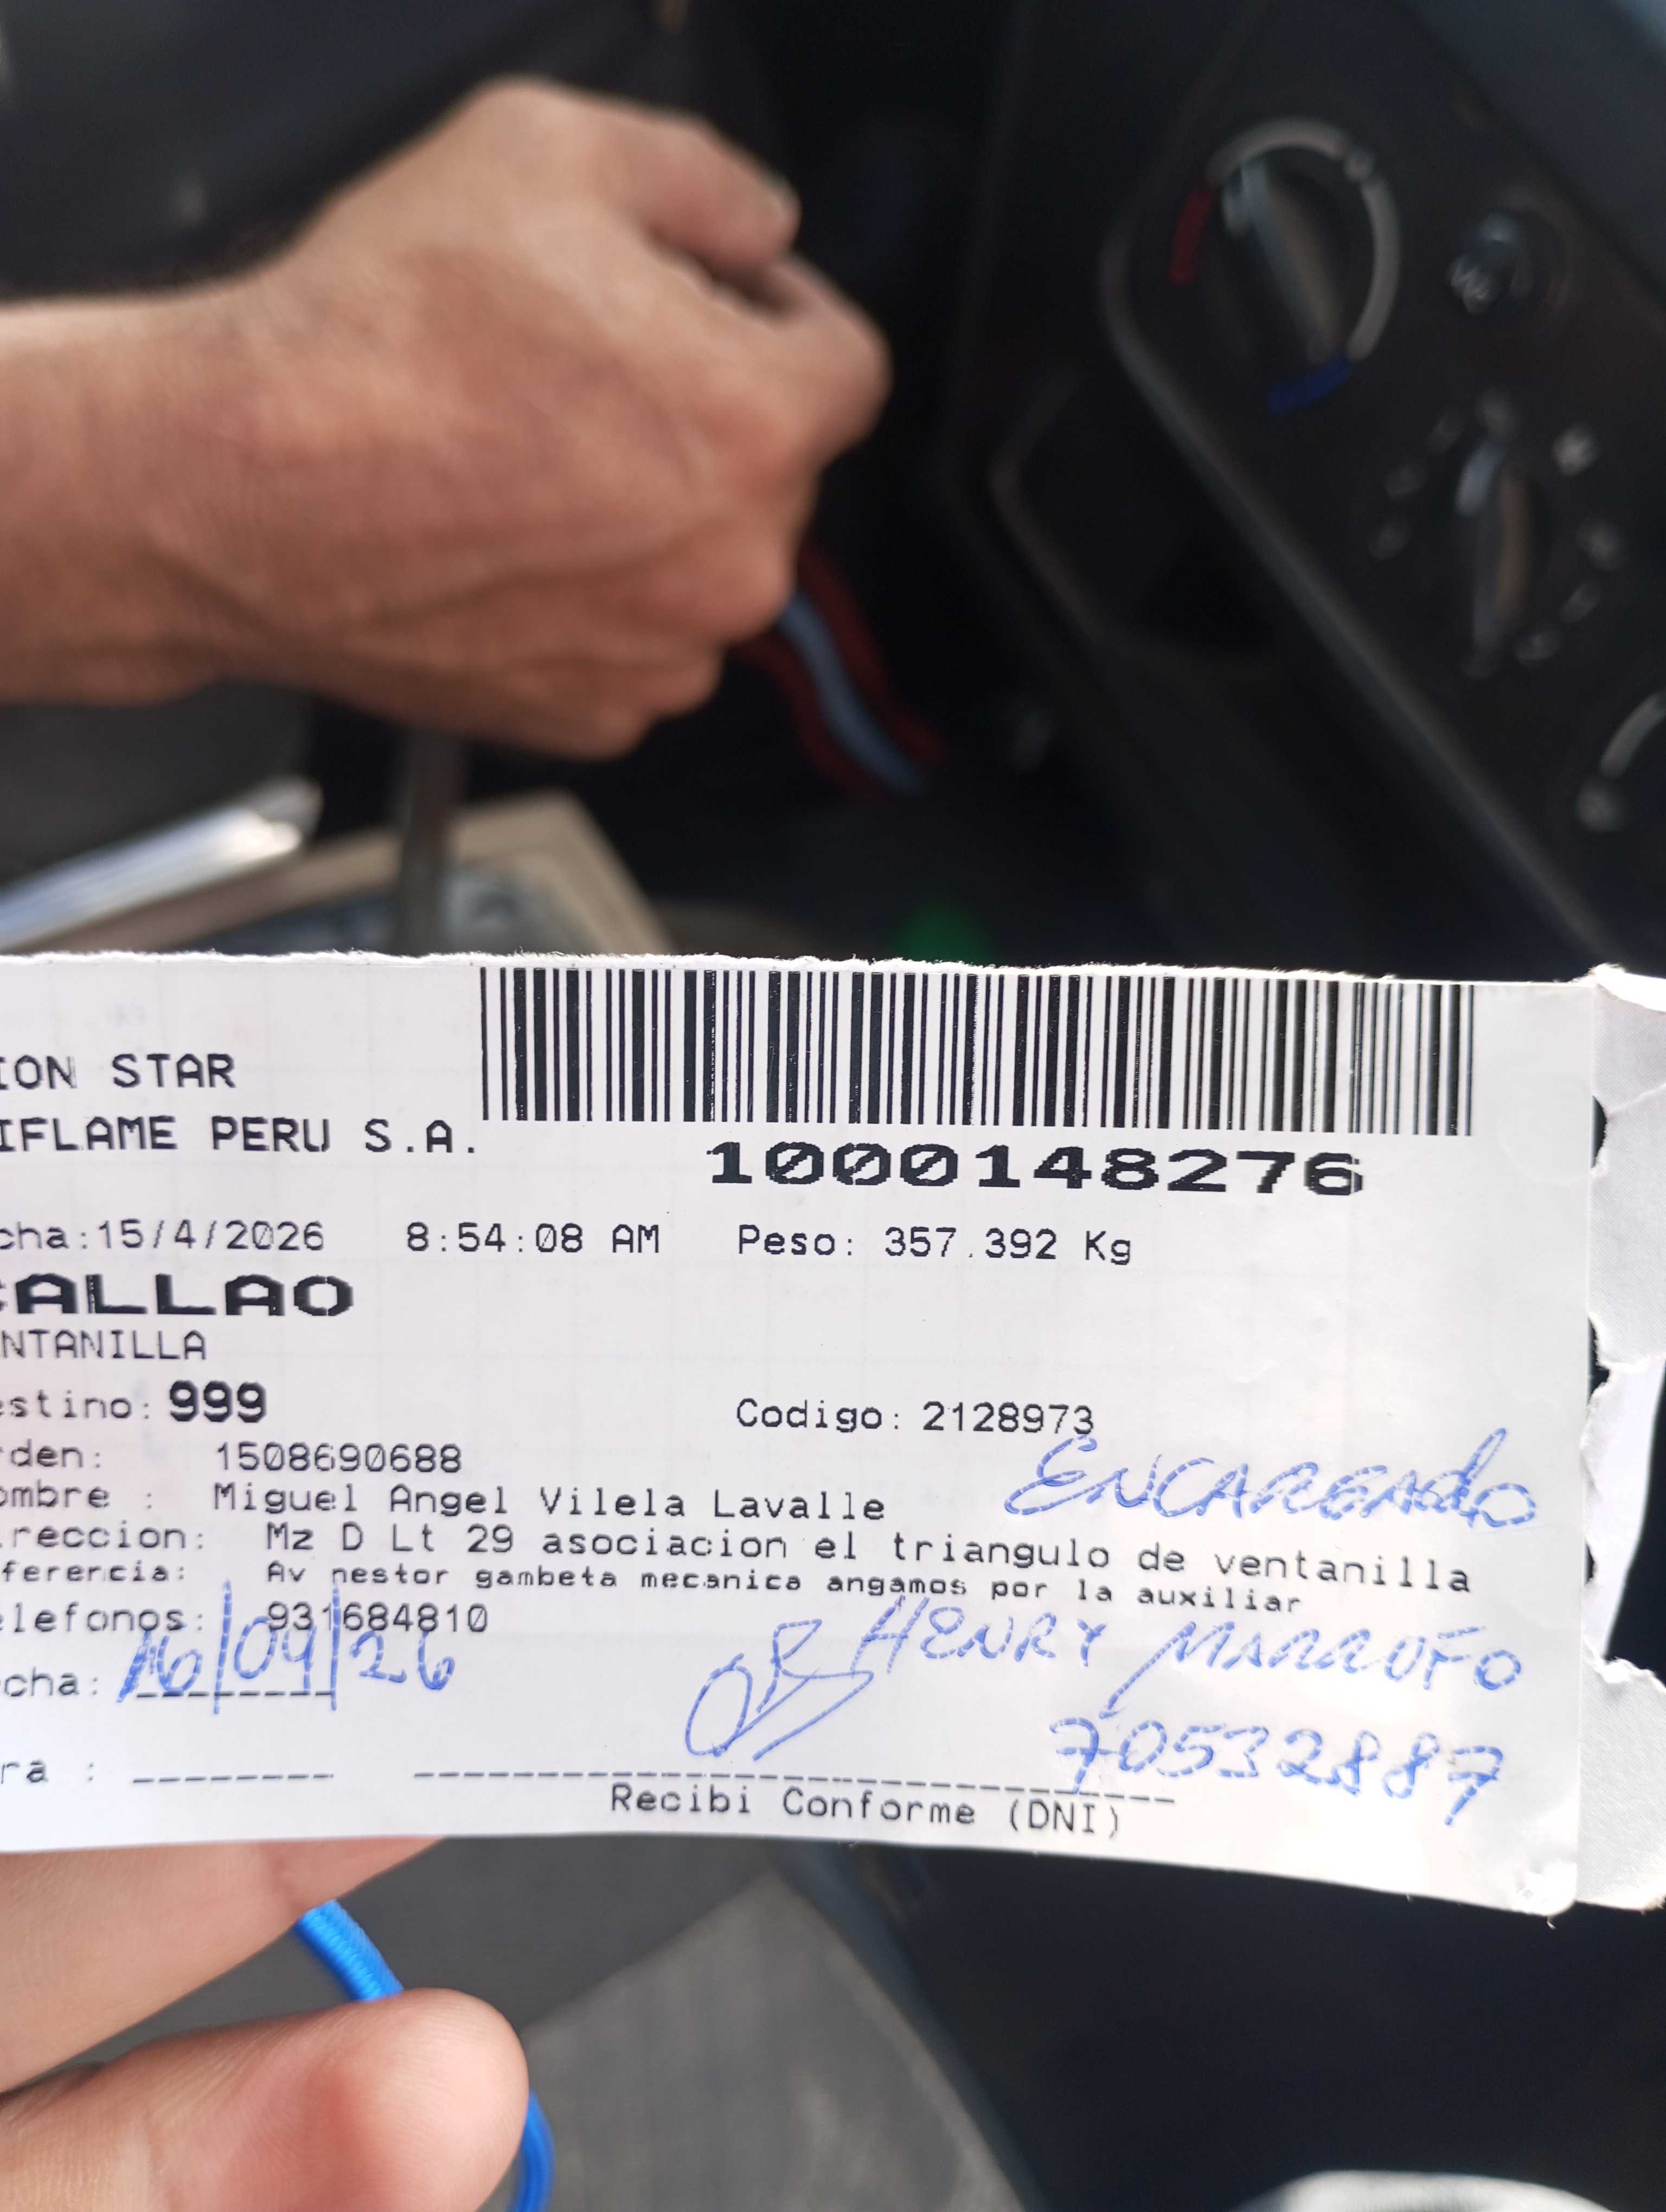 ION STAR
IFLAME PERU S.A.
1000148276
cha:15/4/2026 8:54:08 AM Peso: 357.392 Kg
CALLAO
NTANILLA
estino: 999 Codigo: 2128973
rden: 1508690688
ENCARGADO
ombre : Miguel Angel Vilela Lavalle
reccion: Mz D Lt 29 asociacion el triangulo de ventanilla
ferencia: Av nestor gambeta mecanica angamos por la auxiliar
elefonos: 931684810
HENRY MARRUFO
cha: 16/04/26
70532887
ra :
Recibi Conforme (DNI)